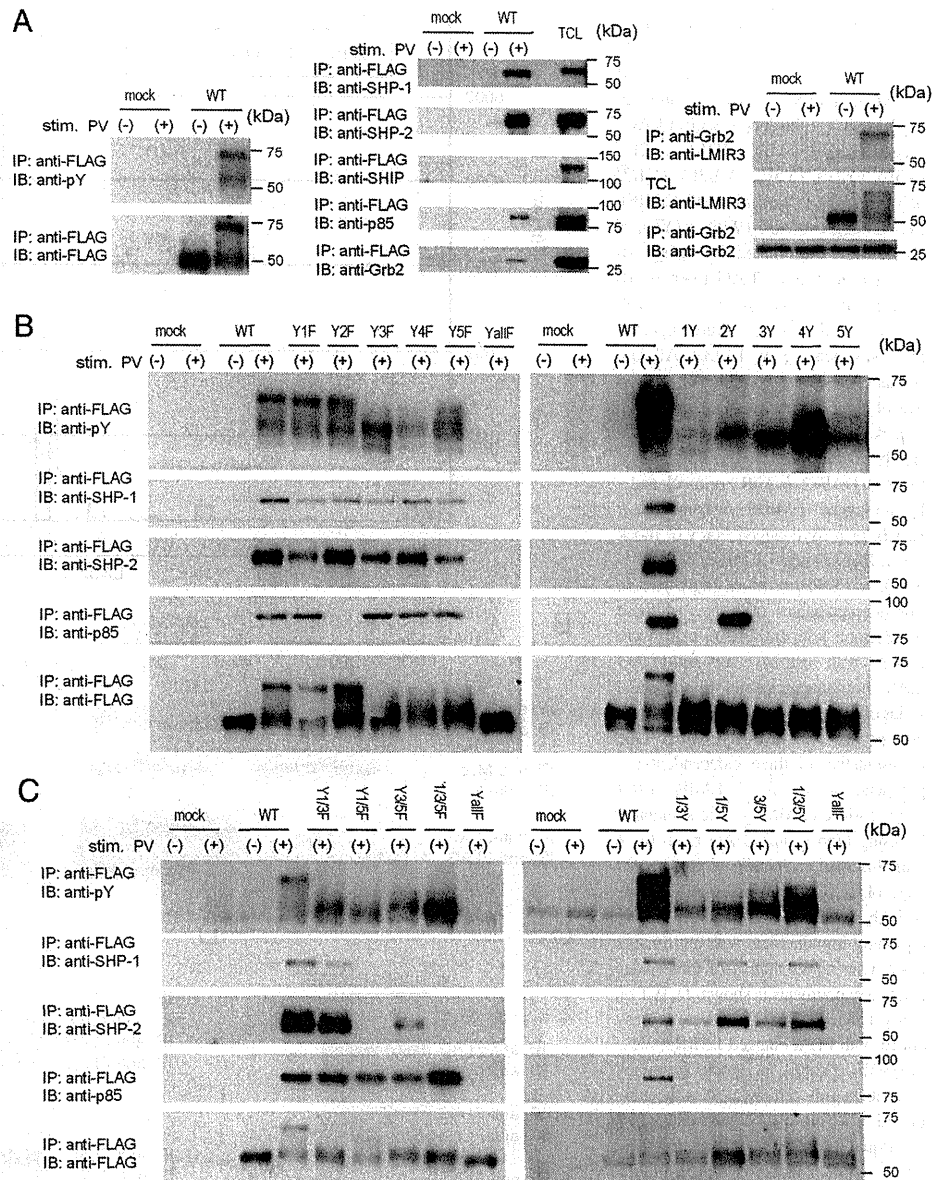 A
mock WT (kDa)
stim. PV (-) (+) (-) (+)
IP: anti-FLAG
IB: anti-pY
75
50
IP: anti-FLAG
IB: anti-FLAG
75
50
mock WT TCL (kDa)
stim. PV (-) (+) (-) (+)
IP: anti-FLAG
IB: anti-SHP-1
75
50
IP: anti-FLAG
IB: anti-SHP-2
75
50
IP: anti-FLAG
IB: anti-SHIP
150
100
IP: anti-FLAG
IB: anti-p85
100
75
IP: anti-FLAG
IB: anti-Grb2
25
mock WT (kDa)
stim. PV (-) (+) (-) (+)
IP: anti-Grb2
IB: anti-LMIR3
75
50
TCL
IB: anti-LMIR3
75
50
IP: anti-Grb2
IB: anti-Grb2
25
B
mock WT Y1F Y2F Y3F Y4F Y5F YallF mock WT 1Y 2Y 3Y 4Y 5Y (kDa)
stim. PV (-) (+) (-) (+) (+) (+) (+) (+) (+) (+) (-) (+) (-) (+) (+) (+) (+) (+) (+)
IP: anti-FLAG
IB: anti-pY
75
50
IP: anti-FLAG
IB: anti-SHP-1
75
50
IP: anti-FLAG
IB: anti-SHP-2
75
50
IP: anti-FLAG
IB: anti-p85
100
75
IP: anti-FLAG
IB: anti-FLAG
75
50
C
mock WT Y1/3F Y1/5F Y3/5F 1/3/5F YallF mock WT 1/3Y 1/5Y 3/5Y 1/3/5Y YallF (kDa)
stim. PV (-) (+) (-) (+) (+) (+) (+) (+) (+) (-) (+) (-) (+) (+) (+) (+) (+) (+)
IP: anti-FLAG
IB: anti-pY
75
50
IP: anti-FLAG
IB: anti-SHP-1
75
50
IP: anti-FLAG
IB: anti-SHP-2
75
50
IP: anti-FLAG
IB: anti-p85
100
75
IP: anti-FLAG
IB: anti-FLAG
75
50